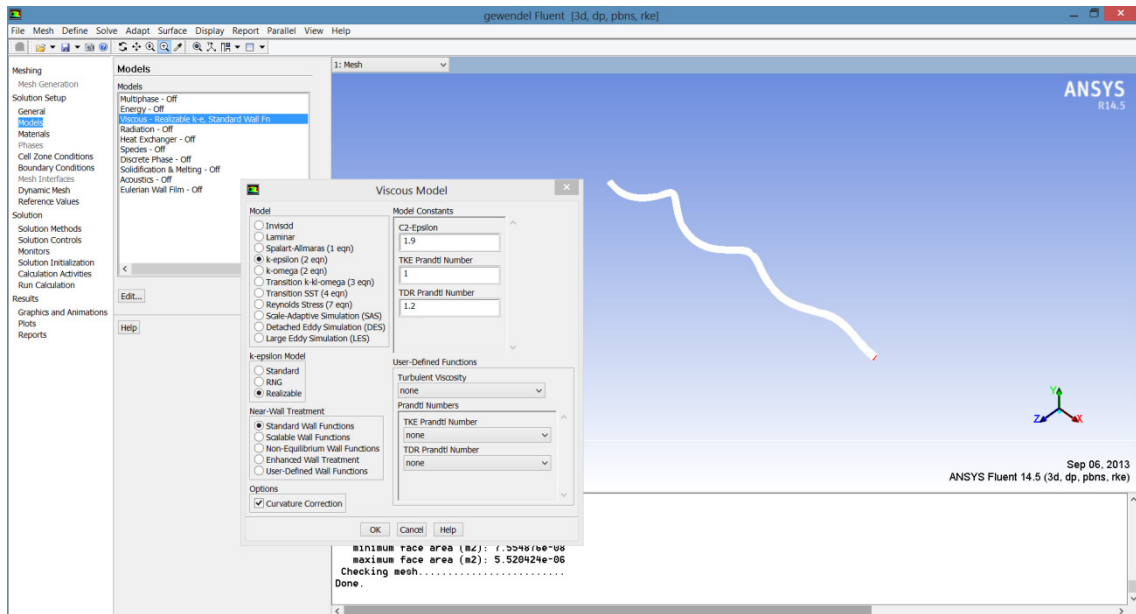 gewendel Fluent [3d, dp, pbns, rke]
File Mesh Define Solve Adapt Surface Display Report Parallel View Help
Meshing
Mesh Generation
Solution Setup
General
Models
Materials
Phases
Cell Zone Conditions
Boundary Conditions
Mesh Interfaces
Dynamic Mesh
Reference Values
Solution
Solution Methods
Solution Controls
Monitors
Solution Initialization
Calculation Activities
Run Calculation
Results
Graphics and Animations
Plots
Reports
Models
Models
Multiphase - Off
Energy - Off
Viscous - Realizable k-e, Standard Wall Fn
Radiation - Off
Heat Exchanger - Off
Species - Off
Discrete Phase - Off
Solidification & Melting - Off
Acoustics - Off
Eulerian Wall Film - Off
Edit...
Help
1: Mesh
ANSYS
R14.5
Viscous Model
Model
Inviscid
Laminar
Spalart-Allmaras (1 eqn)
k-epsilon (2 eqn)
k-omega (2 eqn)
Transition k-kl-omega (3 eqn)
Transition SST (4 eqn)
Reynolds Stress (7 eqn)
Scale-Adaptive Simulation (SAS)
Detached Eddy Simulation (DES)
Large Eddy Simulation (LES)
k-epsilon Model
Standard
RNG
Realizable
Near-Wall Treatment
Standard Wall Functions
Scalable Wall Functions
Non-Equilibrium Wall Functions
Enhanced Wall Treatment
User-Defined Wall Functions
Options
Curvature Correction
Model Constants
C2-Epsilon
1.9
TKE Prandtl Number
1
TDR Prandtl Number
1.2
User-Defined Functions
Turbulent Viscosity
none
Prandtl Numbers
TKE Prandtl Number
none
TDR Prandtl Number
none
OK Cancel Help
Y
Z X
Sep 06, 2013
ANSYS Fluent 14.5 (3d, dp, pbns, rke)
minimum face area (m2): 7.554876e-08
maximum face area (m2): 5.520424e-06
Checking mesh.........................
Done.